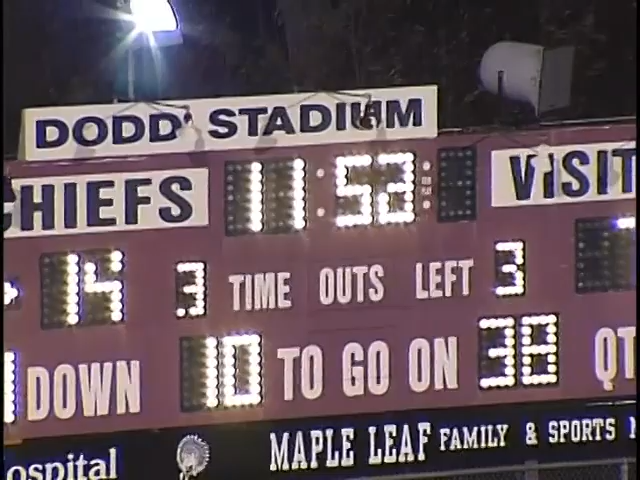 DODD STADIUM
CHIEFS 11:52 VISIT
14 3 TIME OUTS LEFT 3
1 DOWN 10 TO GO ON 38 QT
ospital MAPLE LEAF FAMILY & SPORTS